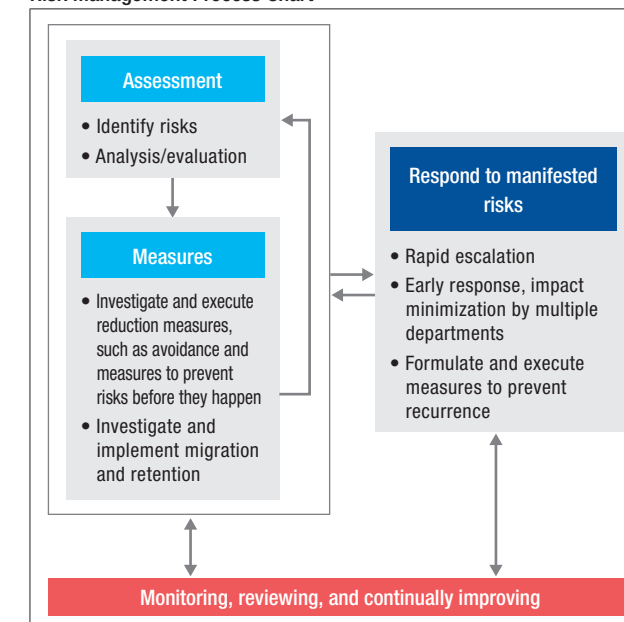 Assessment
• Identify risks
• Analysis/evaluation
Measures
• Investigate and execute
reduction measures,
such as avoidance and
measures to prevent
risks before they happen
• Investigate and
implement migration
and retention
Respond to manifested
risks
• Rapid escalation
• Early response, impact
minimization by multiple
departments
• Formulate and execute
measures to prevent
recurrence
Monitoring, reviewing, and continually improving